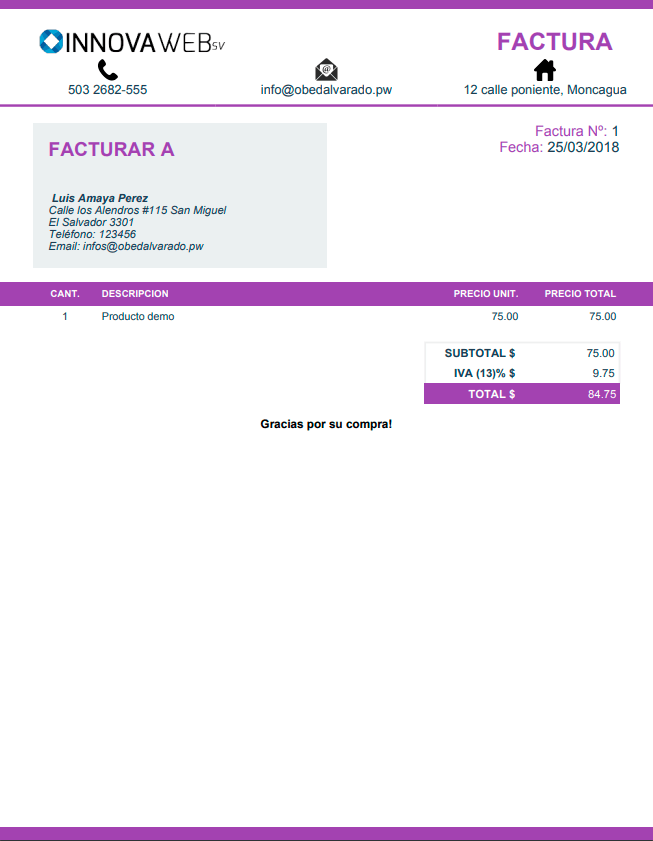 INNOVAWEBSV
FACTURA
503 2682-555
info@obedalvarado.pw
12 calle poniente, Moncagua
Factura Nº: 1
Fecha: 25/03/2018
FACTURAR A
Luis Amaya Perez
Calle los Alendros #115 San Miguel
El Salvador 3301
Teléfono: 123456
Email: infos@obedalvarado.pw
CANT. DESCRIPCION PRECIO UNIT. PRECIO TOTAL
1 Producto demo 75.00 75.00
SUBTOTAL $ 75.00
IVA (13)% $ 9.75
TOTAL $ 84.75
Gracias por su compra!